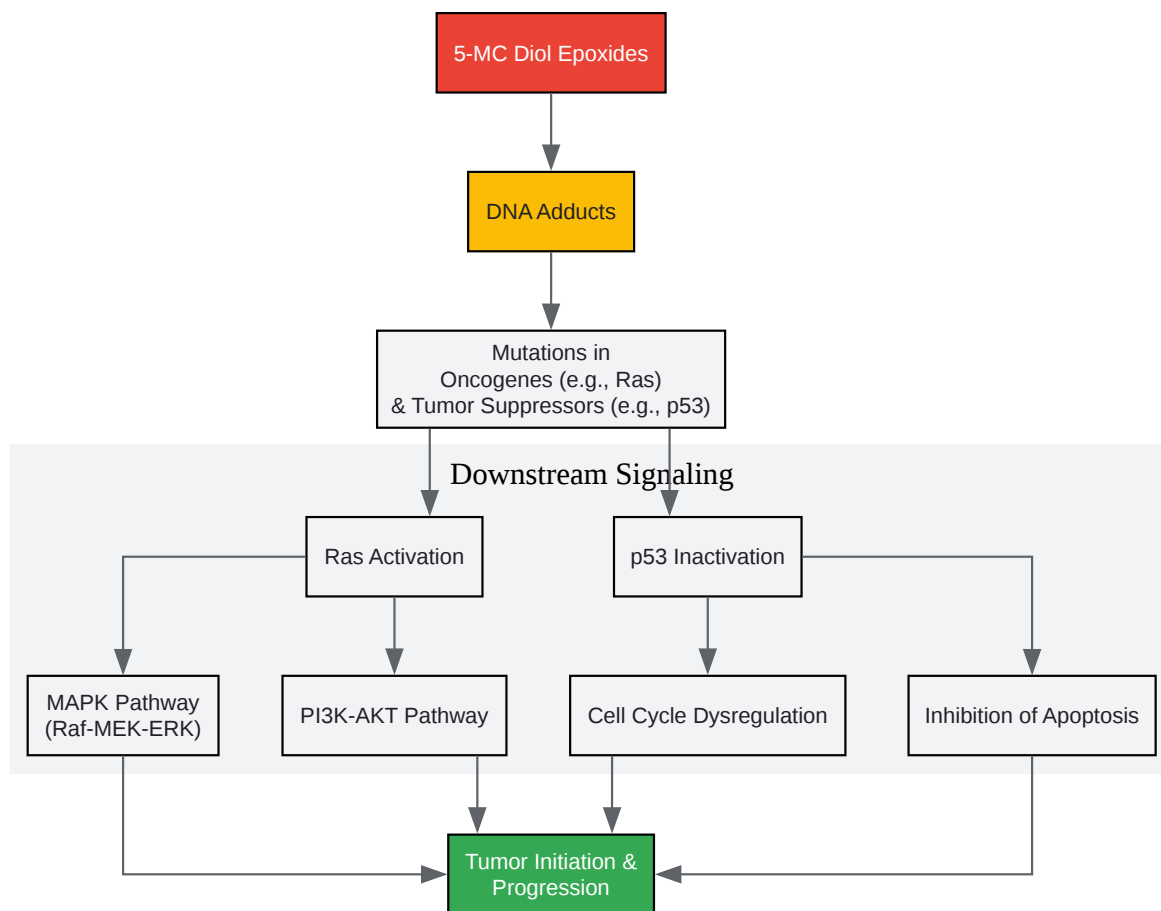 5-MC Diol Epoxides
DNA Adducts
Mutations in
Oncogenes (e.g., Ras)
& Tumor Suppressors (e.g., p53)
Downstream Signaling
Ras Activation
p53 Inactivation
MAPK Pathway
(Raf-MEK-ERK)
PI3K-AKT Pathway
Cell Cycle Dysregulation
Inhibition of Apoptosis
Tumor Initiation &
Progression